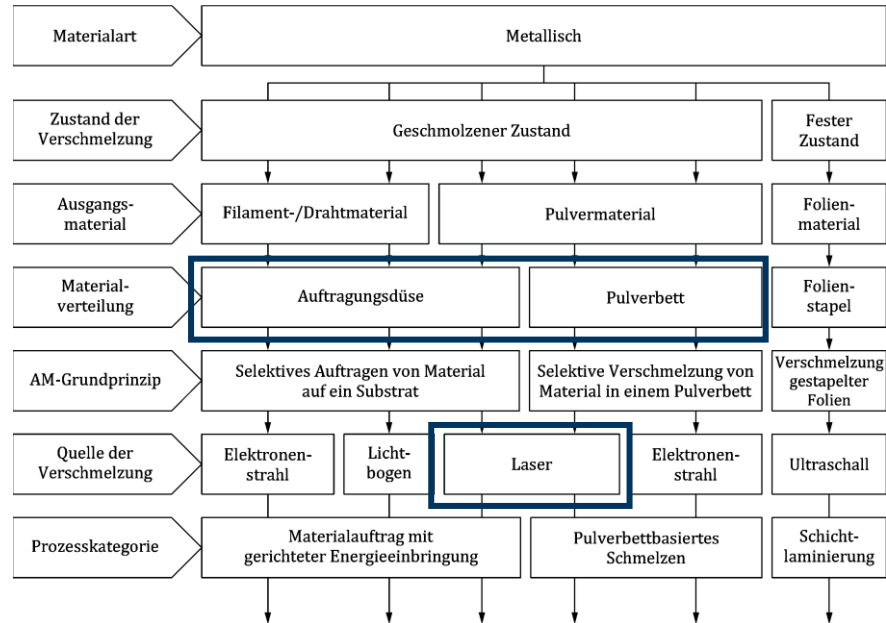 Materialart
Metallisch
Zustand der
Verschmelzung
Geschmolzener Zustand
Fester
Zustand
Ausgangs-
material
Filament-/Drahtmaterial
Pulvermaterial
Folien-
material
Material-
verteilung
Auftragungsdüse
Pulverbett
Folien-
stapel
AM-Grundprinzip
Selektives Auftragen von Material
auf ein Substrat
Selektive Verschmelzung von
Material in einem Pulverbett
Verschmelzung
gestapelter
Folien
Quelle der
Verschmelzung
Elektronen-
strahl
Licht-
bogen
Laser
Elektronen-
strahl
Ultraschall
Prozesskategorie
Materialauftrag mit
gerichteter Energieeinbringung
Pulverbettbasiertes
Schmelzen
Schicht-
laminierung